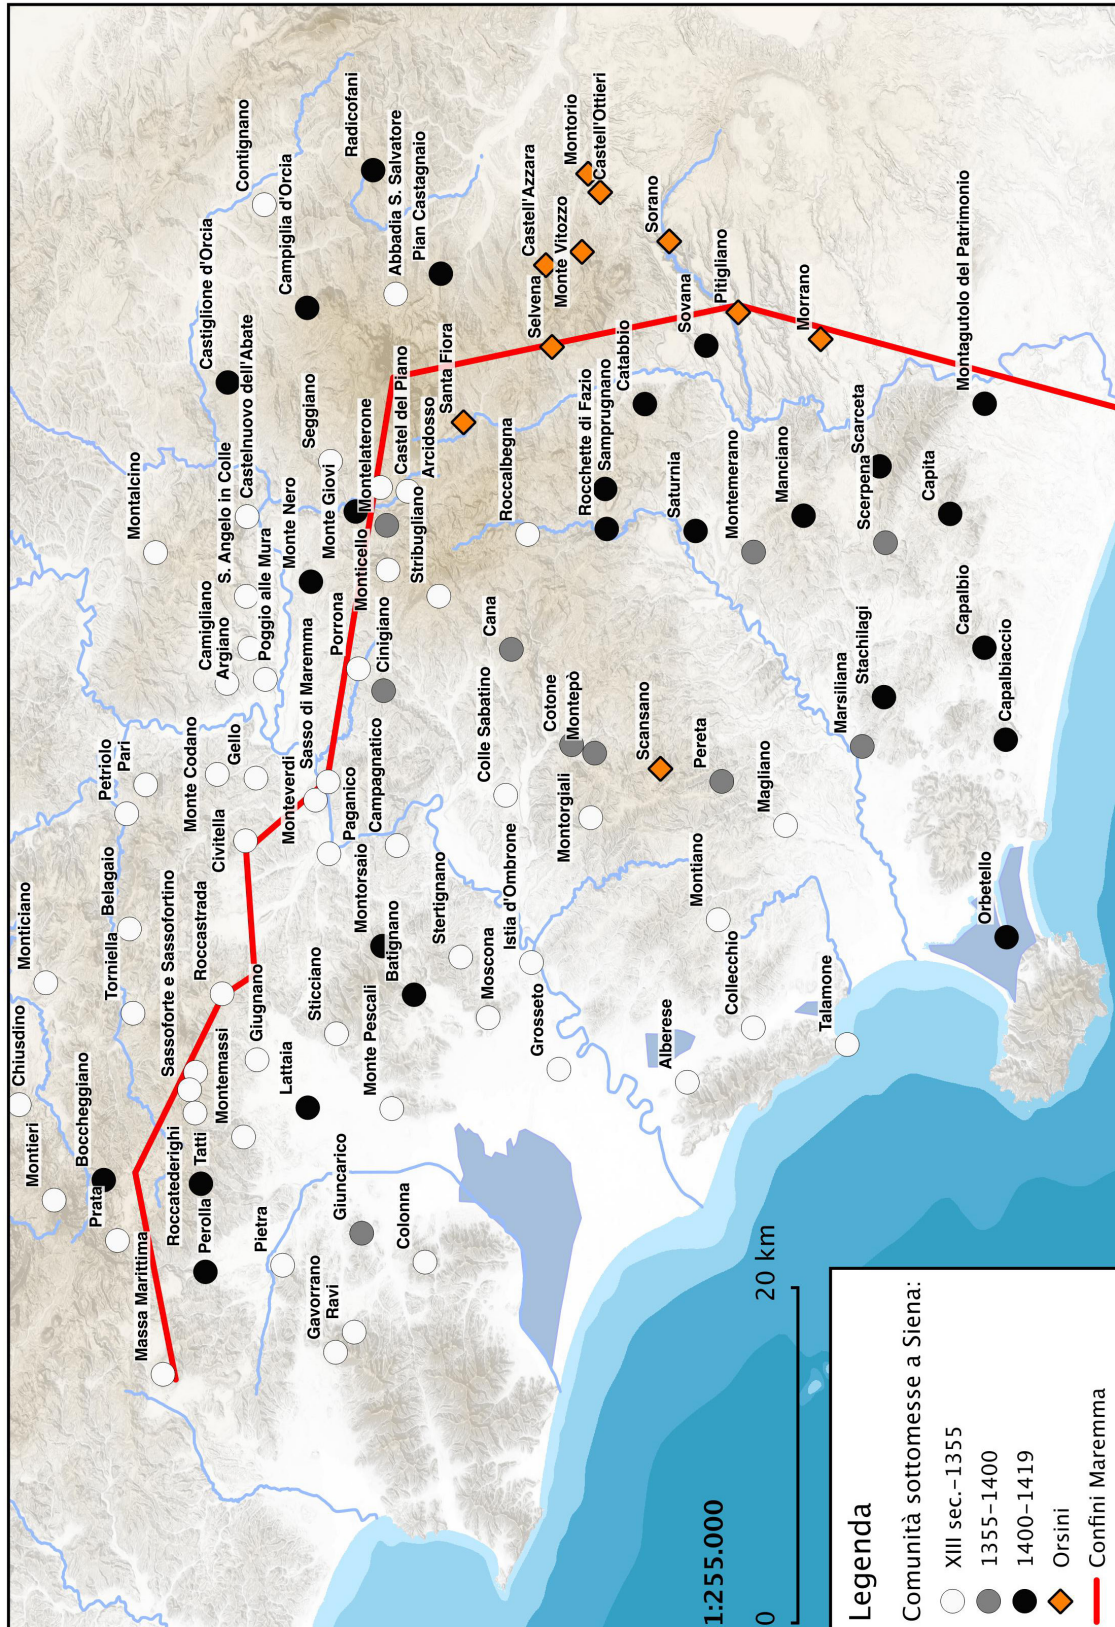 Chiusdino
Monticiano
Montieri
Boccheggiano
Prata
Torniella
Belagaio
Petriolo
Pari
Montalcino
Massa Marittima
Sassoforte e Sassofortino
Roccastrada
Monte Codano
Gello
Camigliano
Argiano
S. Angelo in Colle
Castelnuovo dell'Abate
Castiglione d'Orcia
Contignano
Roccatederighi
Tatti
Perolla
Montemassi
Giugnano
Civitella
Poggio alle Mura
Campiglia d'Orcia
Pietra
Lattaia
Sticciano
Monteverdi
Sasso di Maremma
Monte Nero
Monte Giovi
Seggiano
Radicofani
Gavorrano
Ravi
Giuncarico
Monte Pescali
Montorsaio
Batignano
Paganico
Campagnatico
Porrona
Cinigiano
Monticello
Montelaterone
Castel del Piano
Arcidosso
Abbadia S. Salvatore
Pian Castagnaio
Colonna
Stertignano
Stribugliano
Santa Fiora
Moscona
Istia d'Ombrone
Colle Sabatino
Cana
Roccalbegna
Selvena
Castell'Azzara
Monte Vitozzo
Montorio
Castell'Ottieri
Grosseto
Montorgiali
Cotone
Montepò
Rocchette di Fazio
Samprugnano
Catabbio
Sorano
Alberese
Scansano
Saturnia
Sovana
Pitigliano
Montiano
Pereta
Montemerano
Collecchio
Magliano
Manciano
Morrano
Talamone
Marsiliana
Stachilagi
Scerpena
Scarceta
Capita
Montagutolo del Patrimonio
Orbetello
Capalbiaccio
Capalbio
1:255.000
0
20 km
Legenda
Comunità sottomesse a Siena:
XIII sec.-1355
1355-1400
1400-1419
Orsini
Confini Maremma